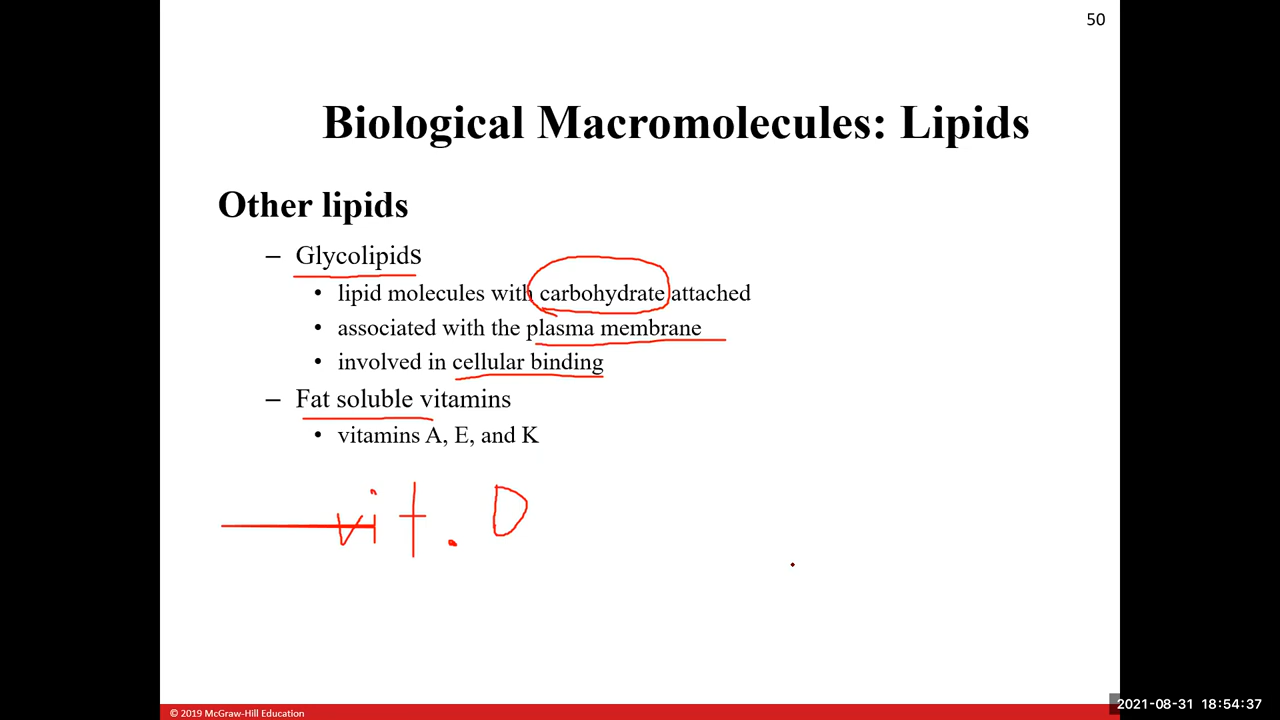 50
Biological Macromolecules: Lipids
Other lipids
– Glycolipids
• lipid molecules with carbohydrate attached
• associated with the plasma membrane
• involved in cellular binding
– Fat soluble vitamins
• vitamins A, E, and K
vit. D
© 2019 McGraw-Hill Education
2021-08-31 18:54:37